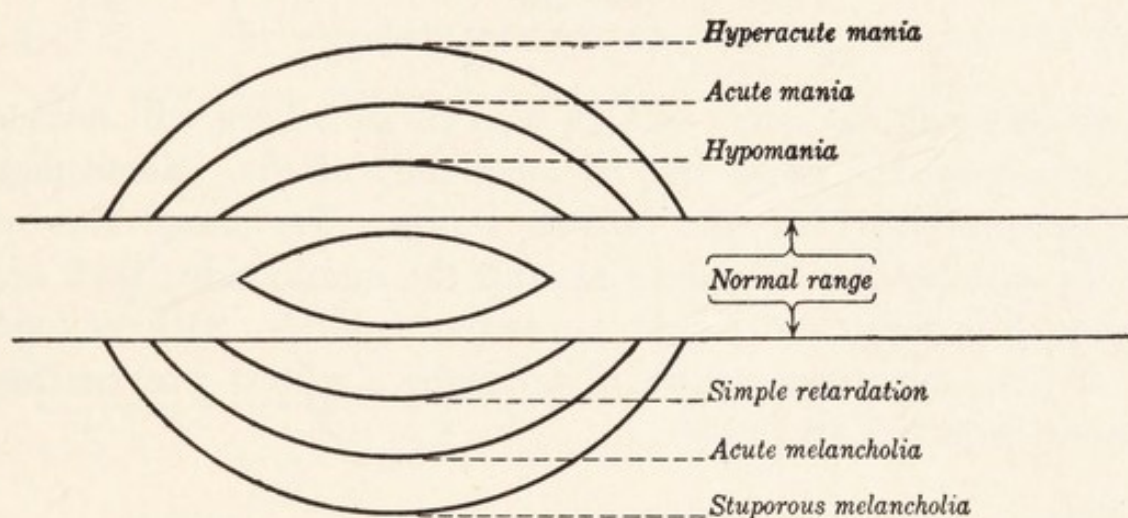 Hyperacute mania
Acute mania
Hypomania
Normal range
Simple retardation
Acute melancholia
Stuporous melancholia